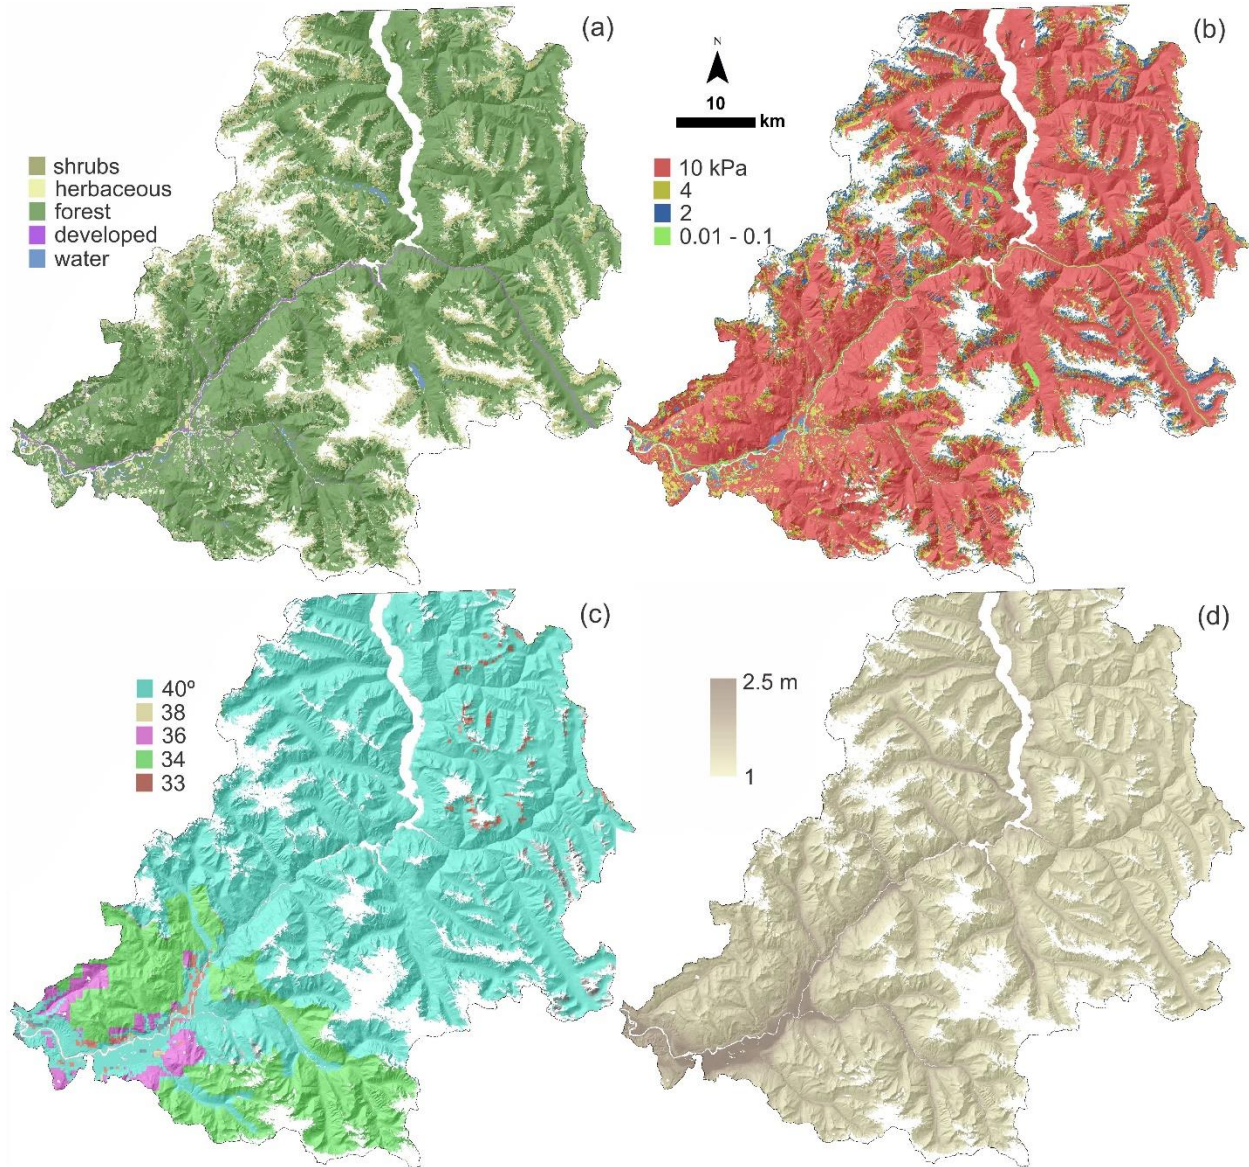 (a)
shrubs
herbaceous
forest
developed
water
(b)
N
10
km
10 kPa
4
2
0.01 - 0.1
(c)
40º
38
36
34
33
(d)
2.5 m
1